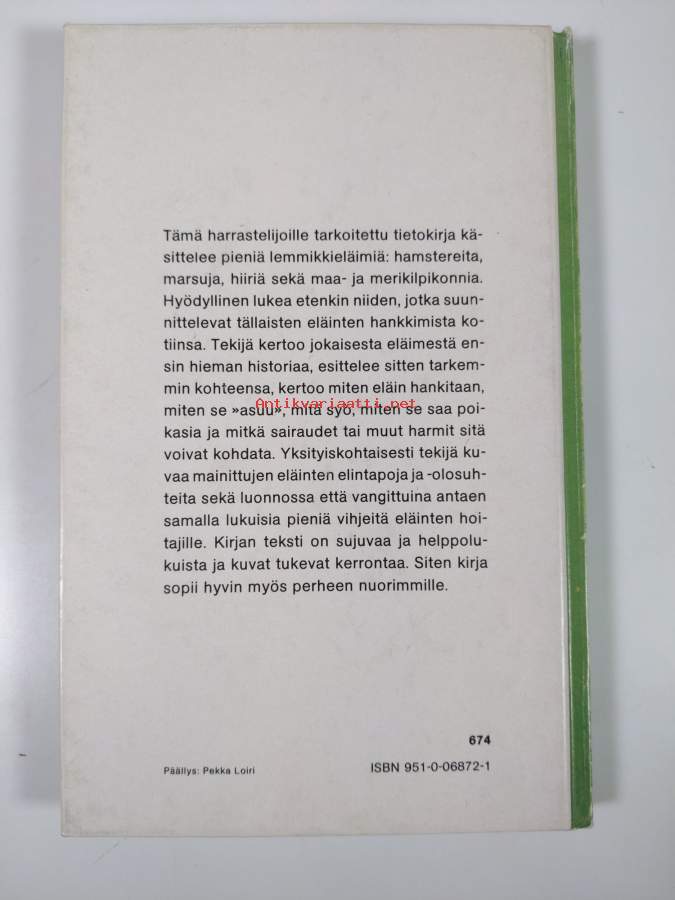 Tämä harrastelijoille tarkoitettu tietokirja kä-
sittelee pieniä lemmikkieläimiä: hamstereita,
marsuja, hiiriä sekä maa- ja merikilpikonnia.
Hyödyllinen lukea etenkin niiden, jotka suun-
nittelevat tällaisten eläinten hankkimista ko-
tiinsa. Tekijä kertoo jokaisesta eläimestä en-
sin hieman historiaa, esittelee sitten tarkem-
min kohteensa, kertoo miten eläin hankitaan,
Antikvariaatti.net
miten se »asuu», mitä syö, miten se saa poi-
kasia ja mitkä sairaudet tai muut harmit sitä
voivat kohdata. Yksityiskohtaisesti tekijä ku-
vaa mainittujen eläinten elintapoja ja -olosuh-
teita sekä luonnossa että vangittuina antaen
samalla lukuisia pieniä vihjeitä eläinten hoi-
tajille. Kirjan teksti on sujuvaa ja helppolu-
kuista ja kuvat tukevat kerrontaa. Siten kirja
sopii hyvin myös perheen nuorimmille.
674
Päällys: Pekka Loiri
ISBN 951-0-06872-1